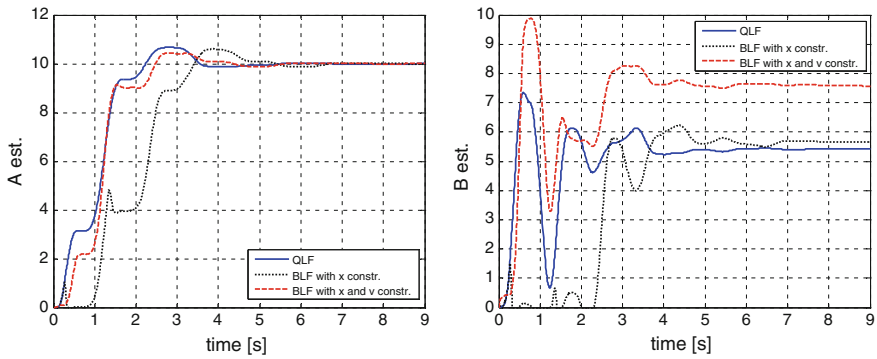 12
10
8
6
4
2
0
A est.
0 1 2 3 4 5 6 7 8 9
time [s]
QLF
BLF with x constr.
BLF with x and v constr.
10
9
8
7
6
5
4
3
2
1
0
B est.
0 1 2 3 4 5 6 7 8 9
time [s]
QLF
BLF with x constr.
BLF with x and v constr.